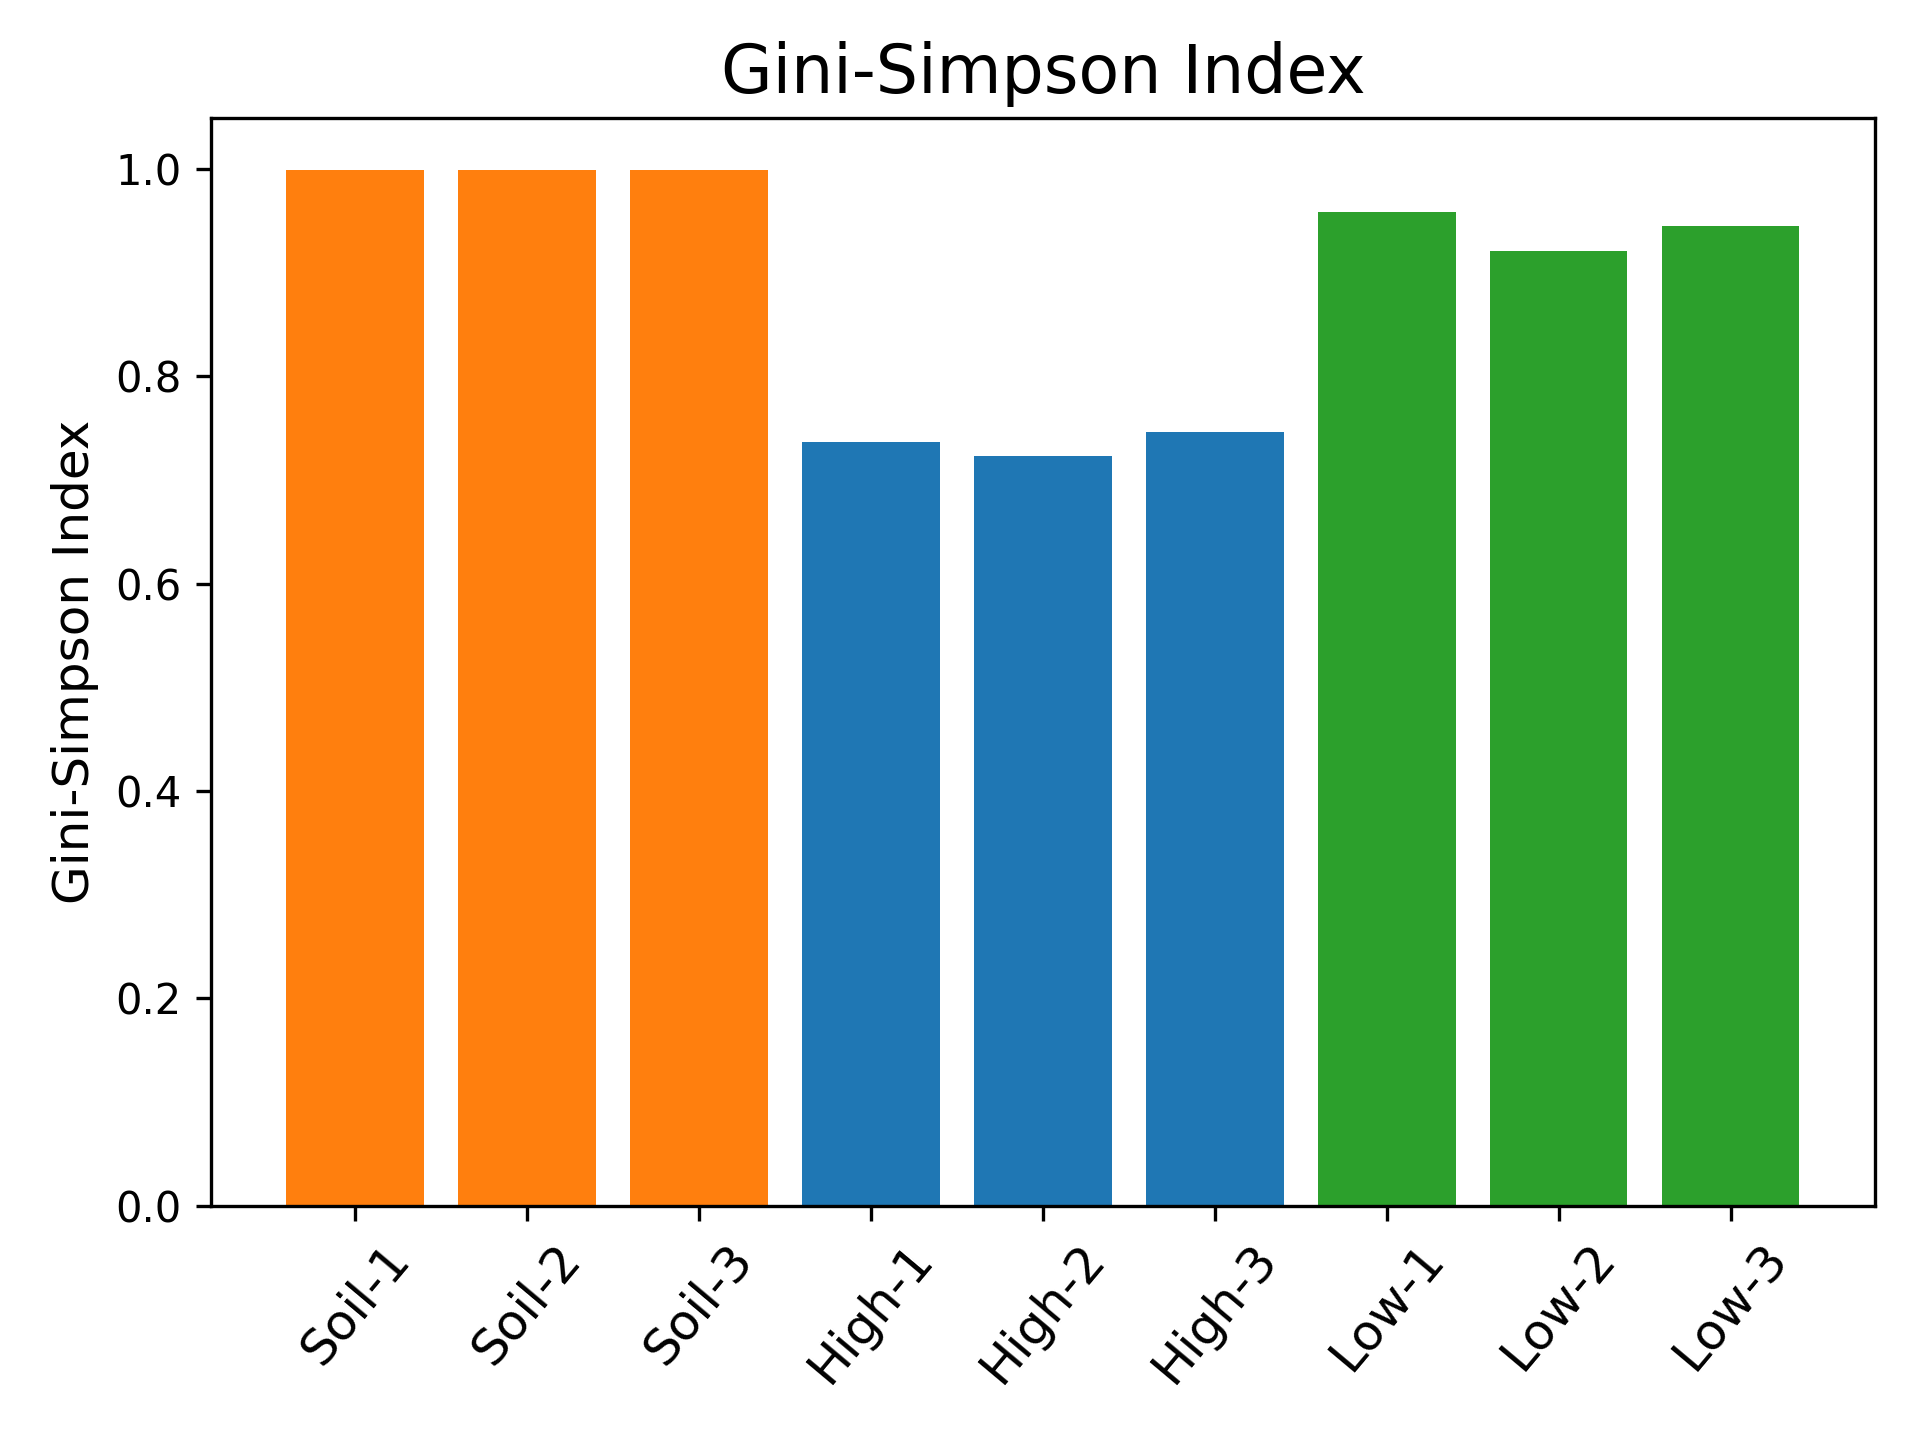 Gini-Simpson Index
Gini-Simpson Index
1.0
0.8
0.6
0.4
0.2
0.0
Soil-1
Soil-2
Soil-3
High-1
High-2
High-3
Low-1
Low-2
Low-3